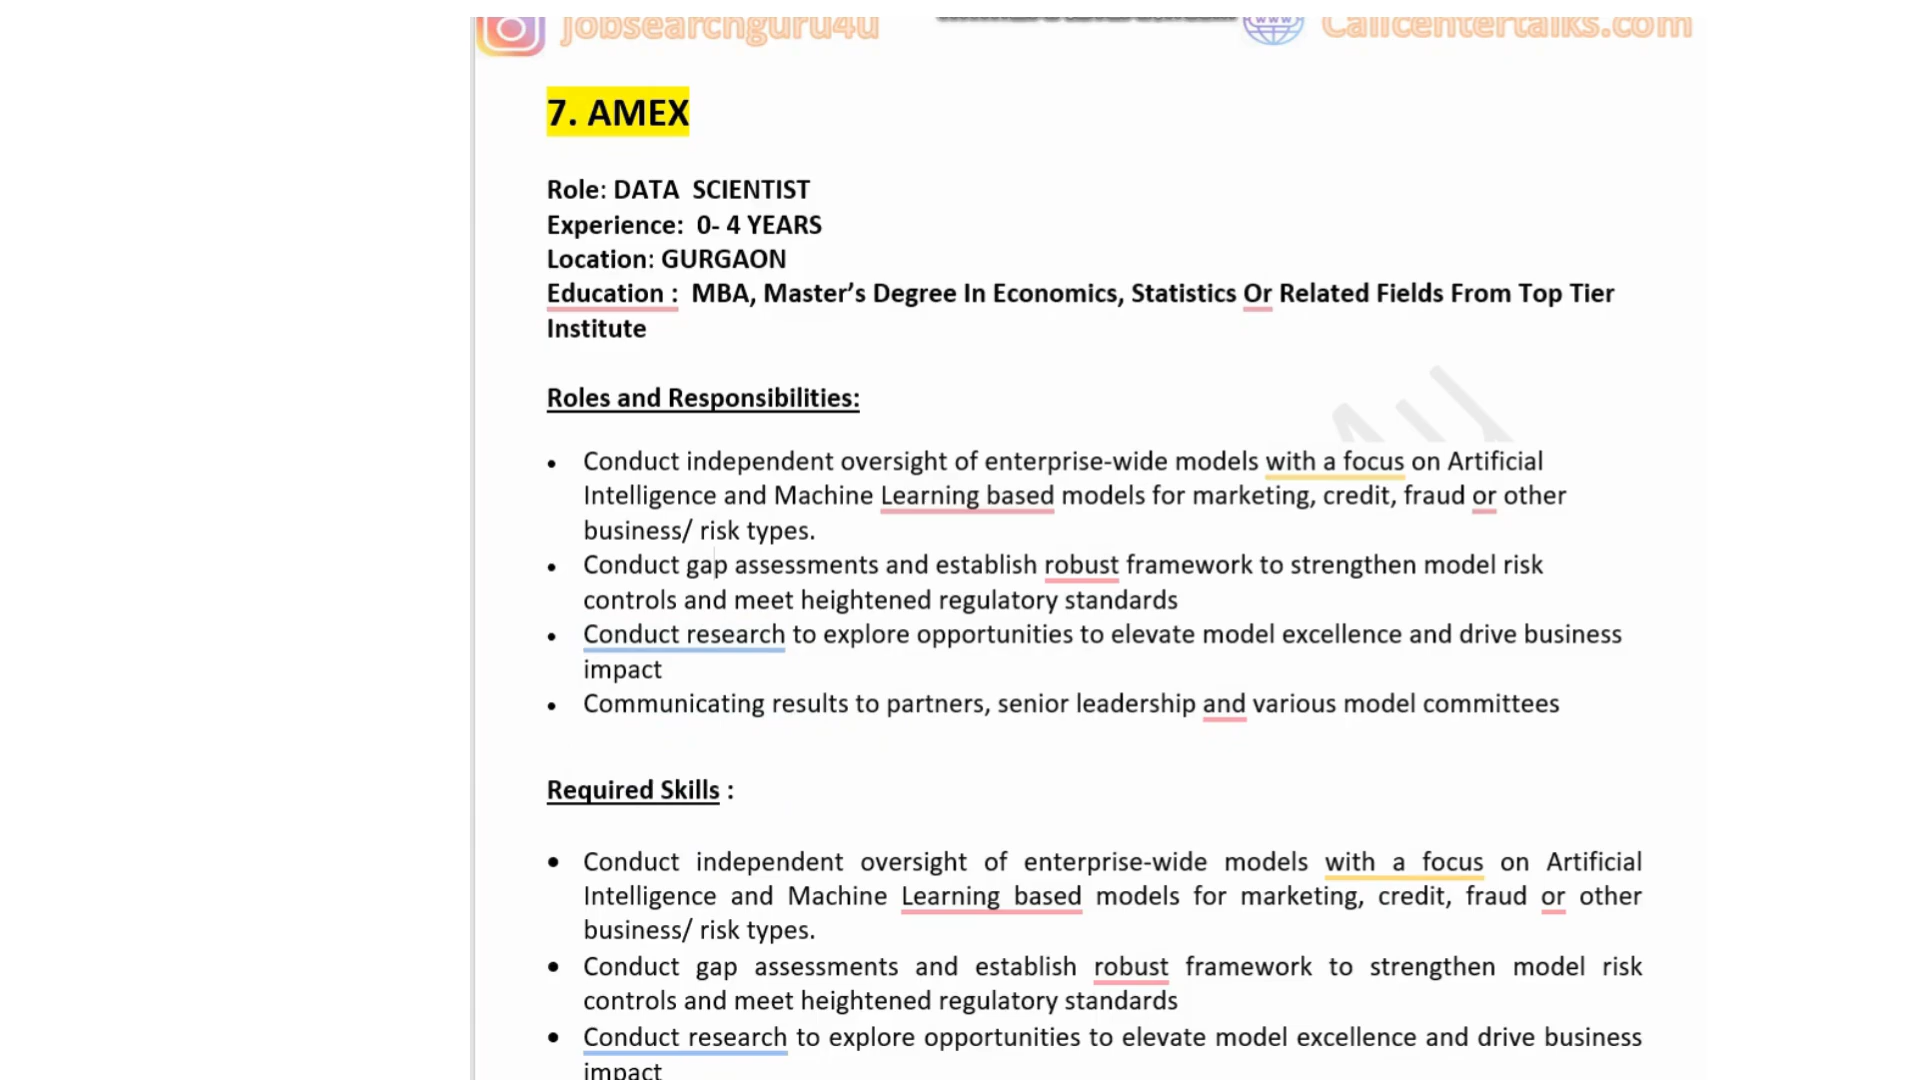 jobsearchguru4u
Callcentertalks.com
7. AMEX
Role: DATA  SCIENTIST
Experience:  0- 4 YEARS
Location: GURGAON
Education :  MBA, Master’s Degree In Economics, Statistics Or Related Fields From Top Tier
Institute
Roles and Responsibilities:
• Conduct independent oversight of enterprise-wide models with a focus on Artificial
Intelligence and Machine Learning based models for marketing, credit, fraud or other
business/ risk types.
• Conduct gap assessments and establish robust framework to strengthen model risk
controls and meet heightened regulatory standards
• Conduct research to explore opportunities to elevate model excellence and drive business
impact
• Communicating results to partners, senior leadership and various model committees
Required Skills :
• Conduct independent oversight of enterprise-wide models with a focus on Artificial
Intelligence and Machine Learning based models for marketing, credit, fraud or other
business/ risk types.
• Conduct gap assessments and establish robust framework to strengthen model risk
controls and meet heightened regulatory standards
• Conduct research to explore opportunities to elevate model excellence and drive business
impact